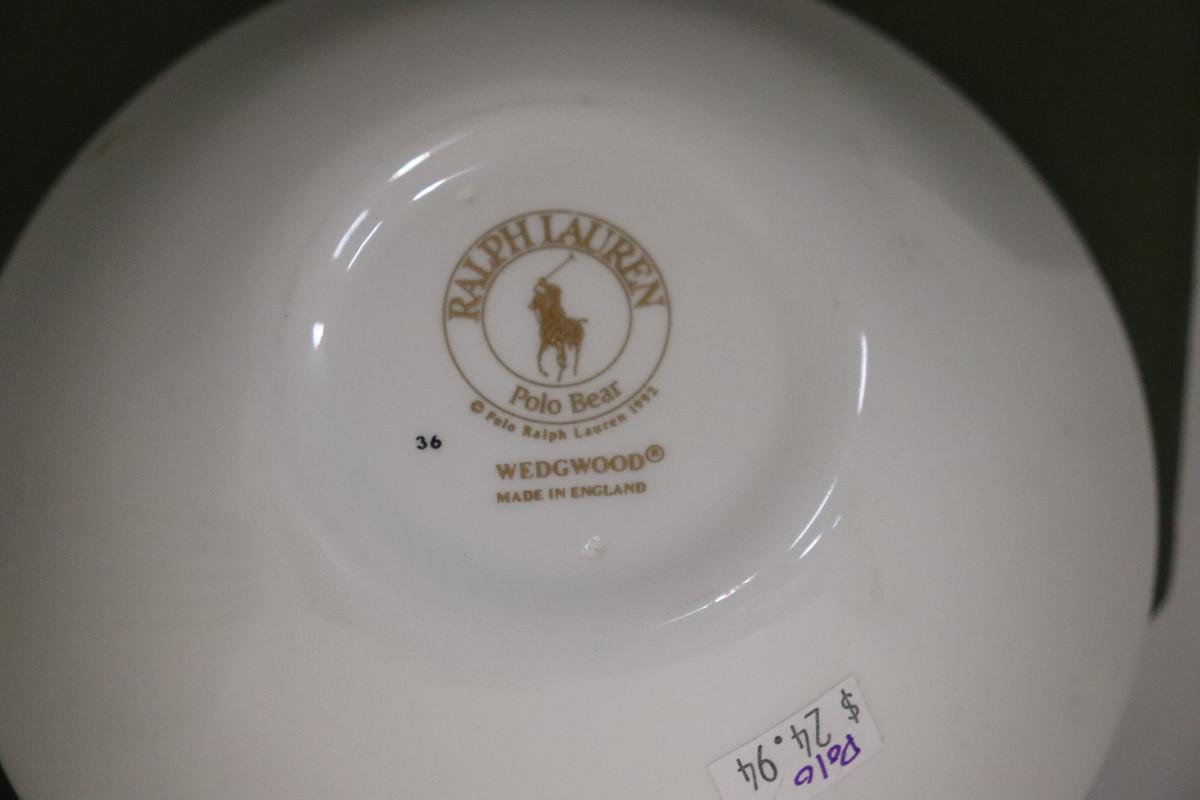 RALPH LAUREN
Polo Bear
© Polo Ralph Lauren 1992
36
WEDGWOOD®
MADE IN ENGLAND
Polo
$ 24.94